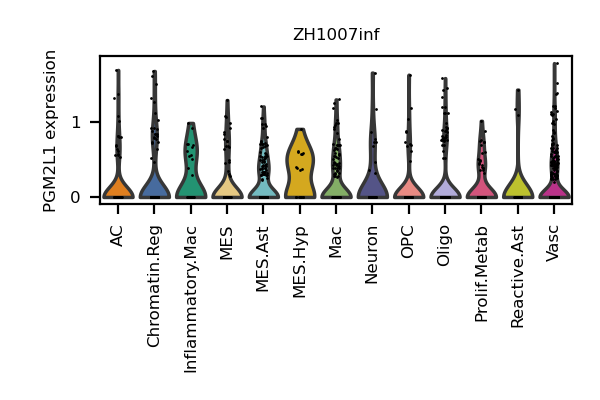 ZH1007inf
PGM2L1 expression
1
0
AC
Chromatin.Reg
Inflammatory.Mac
MES
MES.Ast
MES.Hyp
Mac
Neuron
OPC
Oligo
Prolif.Metab
Reactive.Ast
Vasc